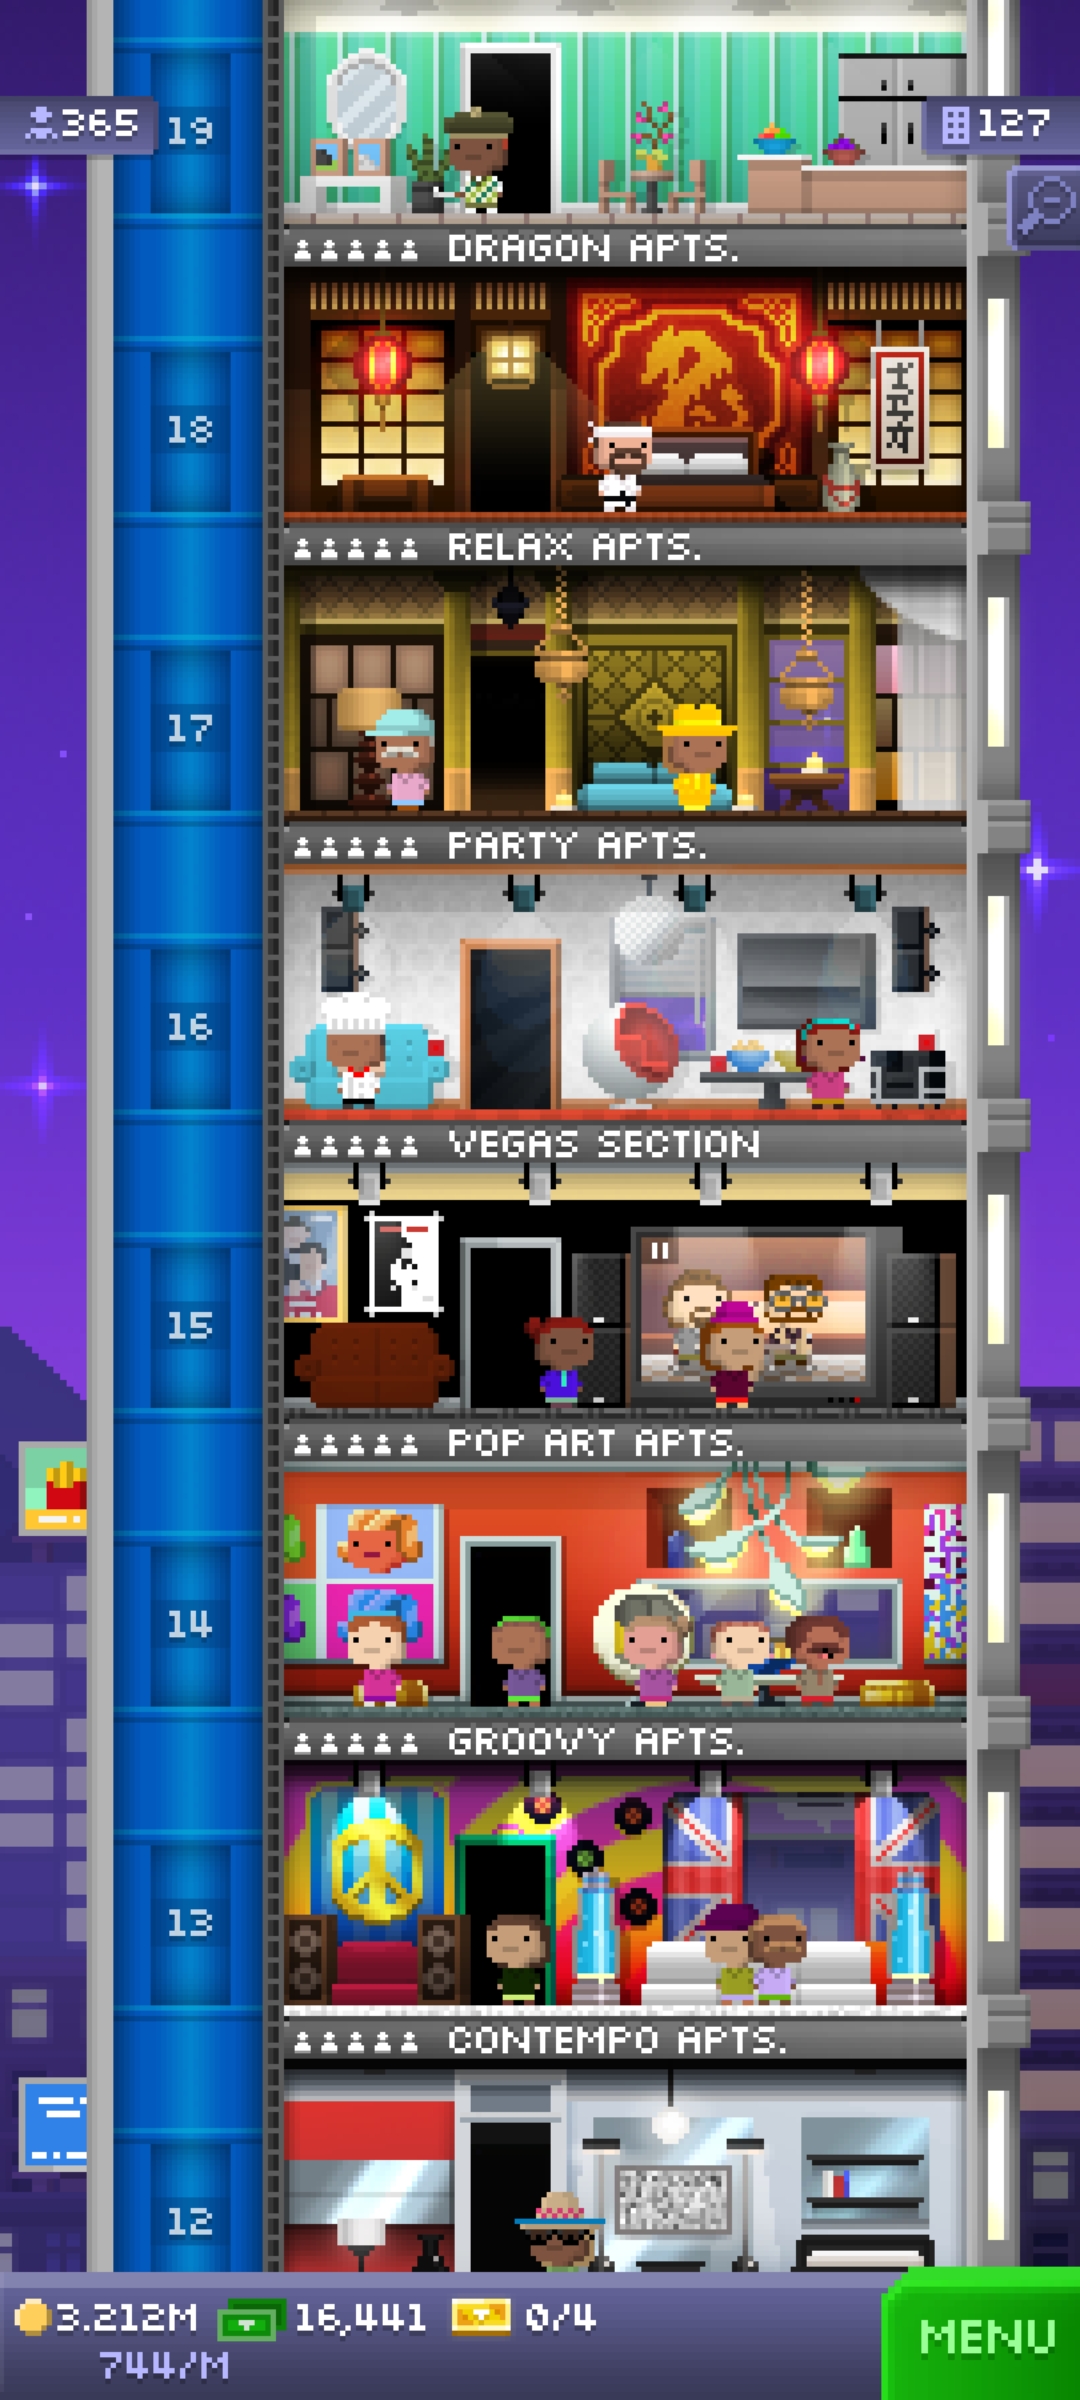 365
19
127
DRAGON APTS.
18
RELAX APTS.
17
PARTY APTS.
16
VEGAS SECTION
15
POP ART APTS.
14
GROOVY APTS.
13
CONTEMPO APTS.
12
3.212M 16,441 0/4
744/M
MENU